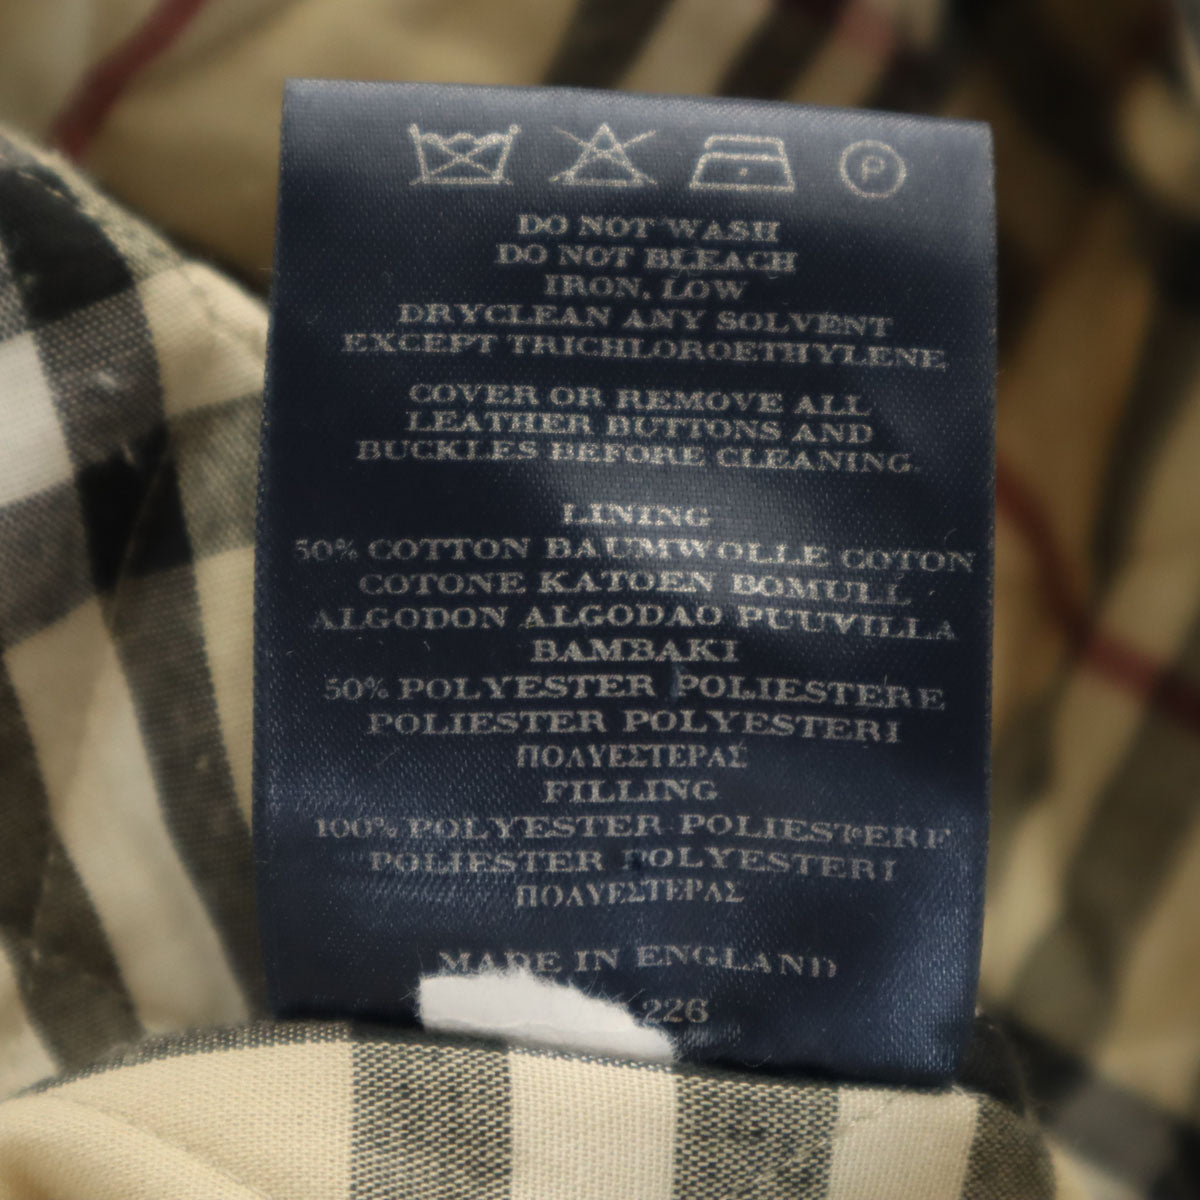 P
DO NOT WASH
DO NOT BLEACH
IRON, LOW
DRYCLEAN ANY SOLVENT
EXCEPT TRICHLOROETHYLENE
COVER OR REMOVE ALL
LEATHER BUTTONS AND
BUCKLES BEFORE CLEANING.
LINING
50% COTTON BAUMWOLLE COTON
COTONE KATOEN BOMULL
ALGODON ALGODAO PUUVILLA
BAMBAKI
50% POLYESTER POLIESTERE
POLIESTER POLYESTERI
ΠΟΛΥΕΣΤΕΡΑΣ
FILLING
100% POLYESTER POLIESTERE
POLIESTER POLYESTERI
ΠΟΛΥΕΣΤΕΡΑΣ
MADE IN ENGLAND
226